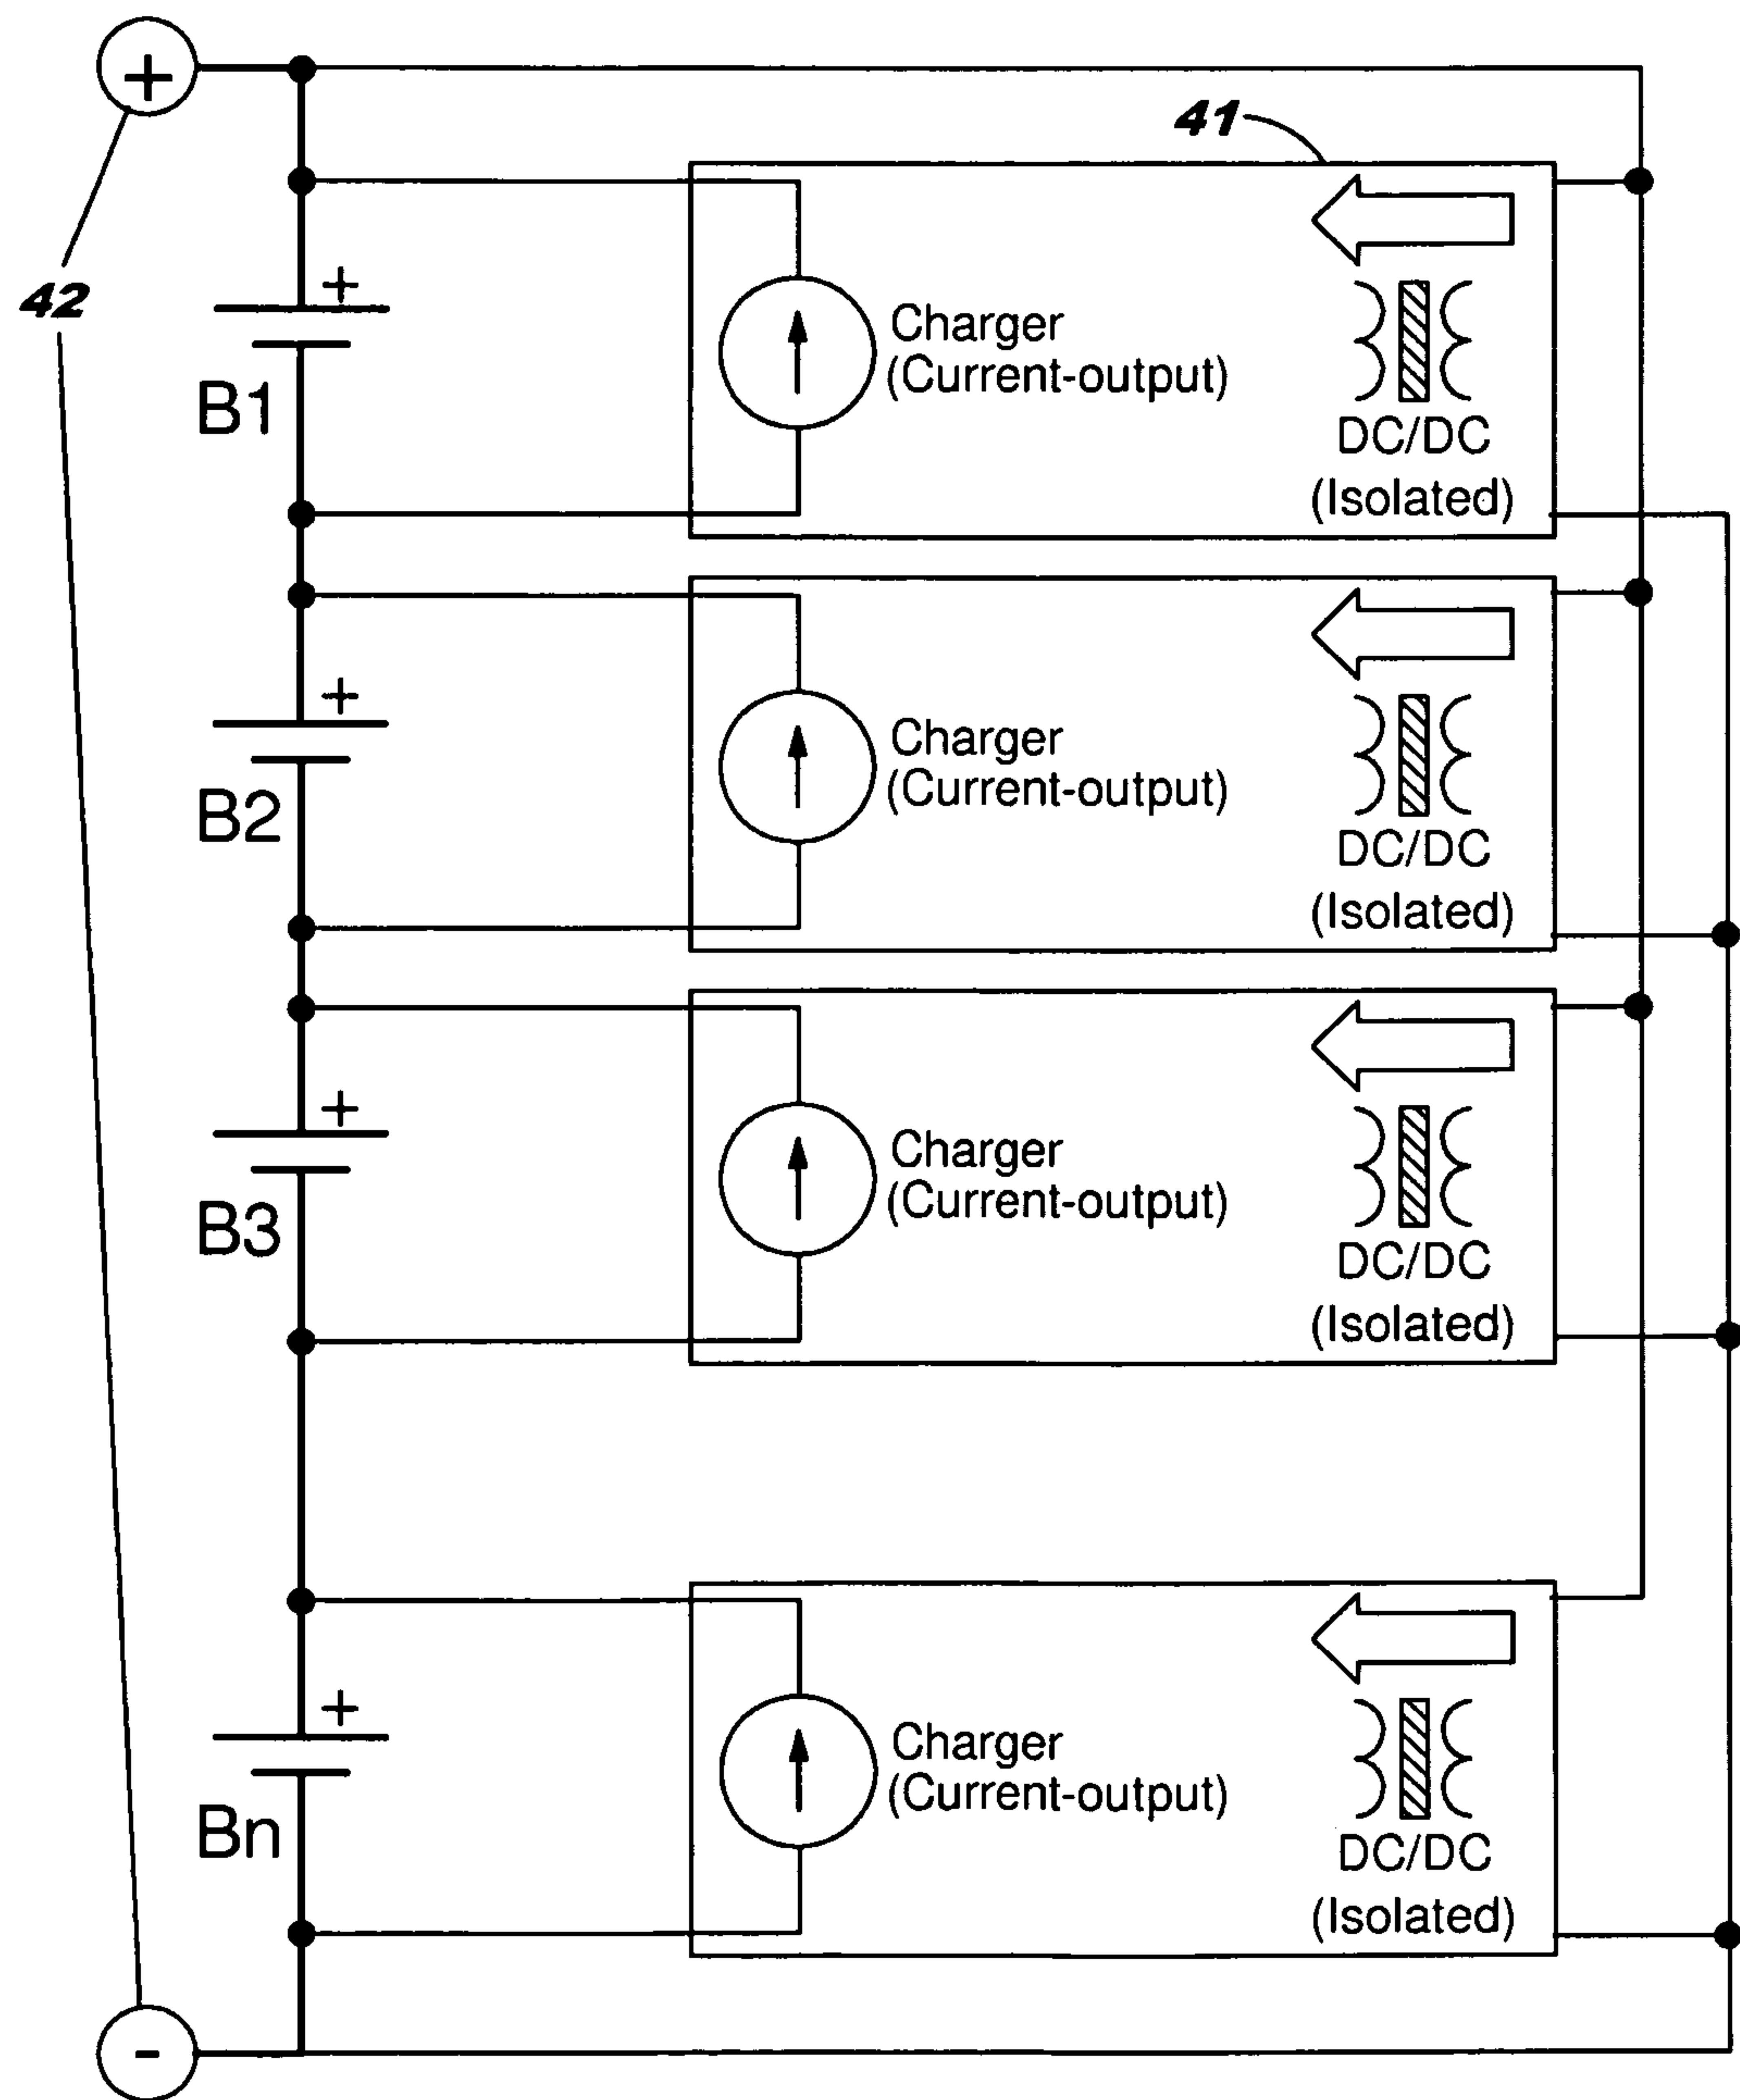 +
41
42
+
B1
Charger
(Current-output)
DC/DC
(Isolated)
+
B2
Charger
(Current-output)
DC/DC
(Isolated)
+
B3
Charger
(Current-output)
DC/DC
(Isolated)
+
Bn
Charger
(Current-output)
DC/DC
(Isolated)
-